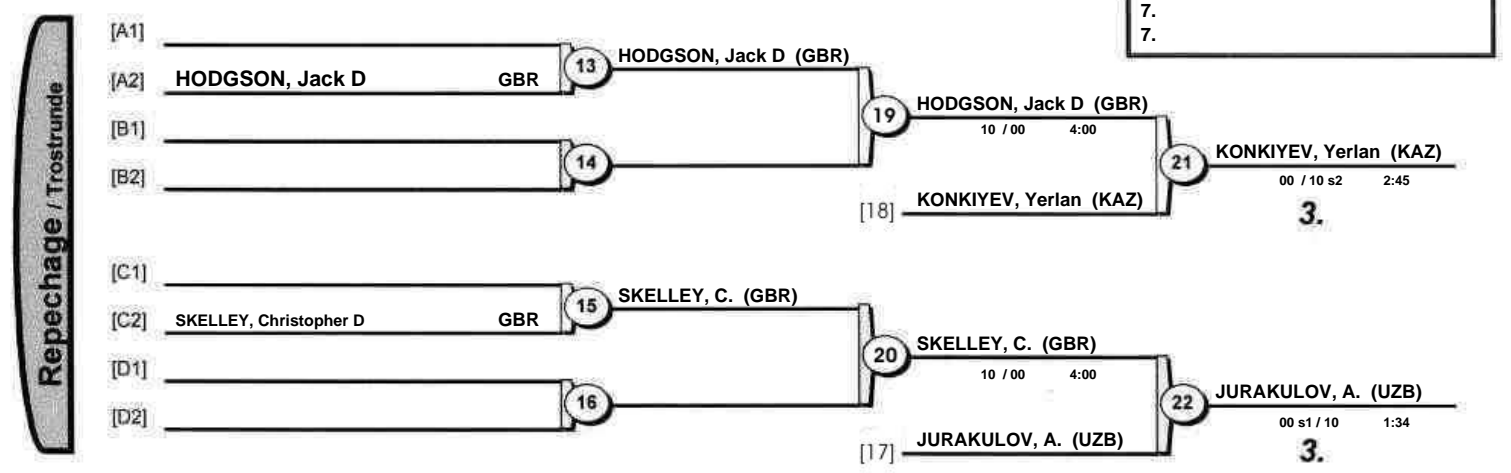 7.
7.
Repechage / Trostrunde
[A1]
[A2] HODGSON, Jack D GBR
13
HODGSON, Jack D (GBR)
[B1]
[B2]
14
19
HODGSON, Jack D (GBR)
10 / 00 4:00
[18] KONKIYEV, Yerlan (KAZ)
21
KONKIYEV, Yerlan (KAZ)
00 / 10 s2 2:45
3.
[C1]
[C2] SKELLEY, Christopher D GBR
15
SKELLEY, C. (GBR)
[D1]
[D2]
16
20
SKELLEY, C. (GBR)
10 / 00 4:00
[17] JURAKULOV, A. (UZB)
22
JURAKULOV, A. (UZB)
00 s1 / 10 1:34
3.